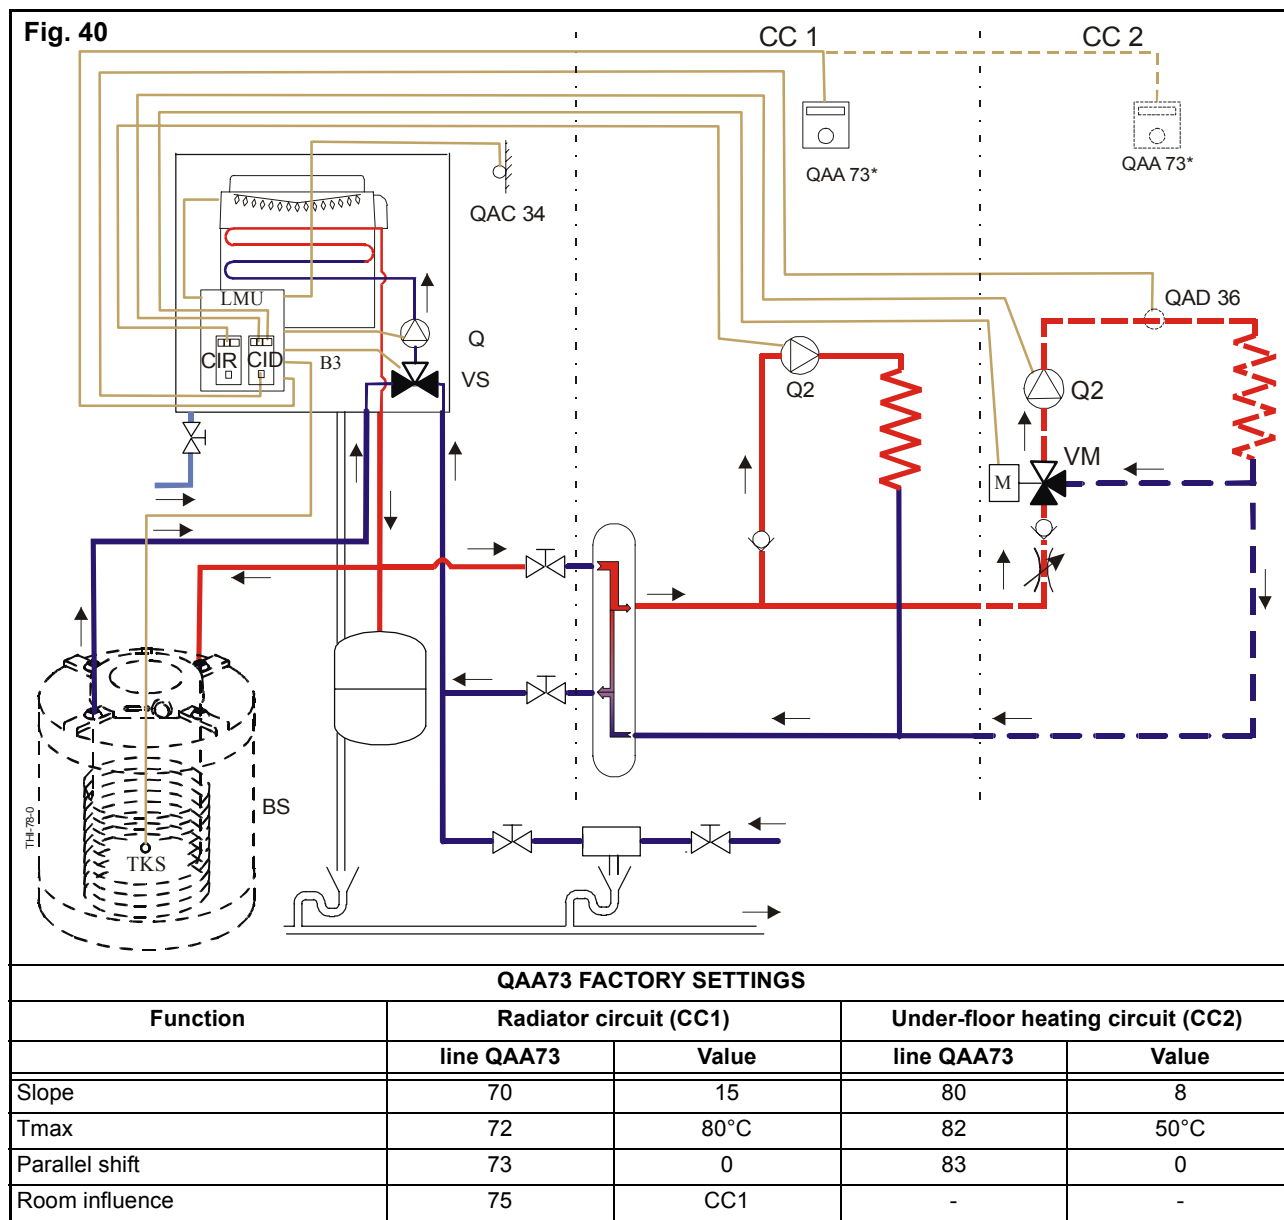 Fig. 40
CC 1
CC 2
QAA 73*
QAA 73*
QAC 34
QAD 36
LMU
CIR
CID
B3
Q
VS
Q2
Q2
VM
M
BS
TKS
THI-78-0
QAA73 FACTORY SETTINGS
Function Radiator circuit (CC1) Under-floor heating circuit (CC2)
line QAA73 Value line QAA73 Value
Slope 70 15 80 8
Tmax 72 80°C 82 50°C
Parallel shift 73 0 83 0
Room influence 75 CC1 - -